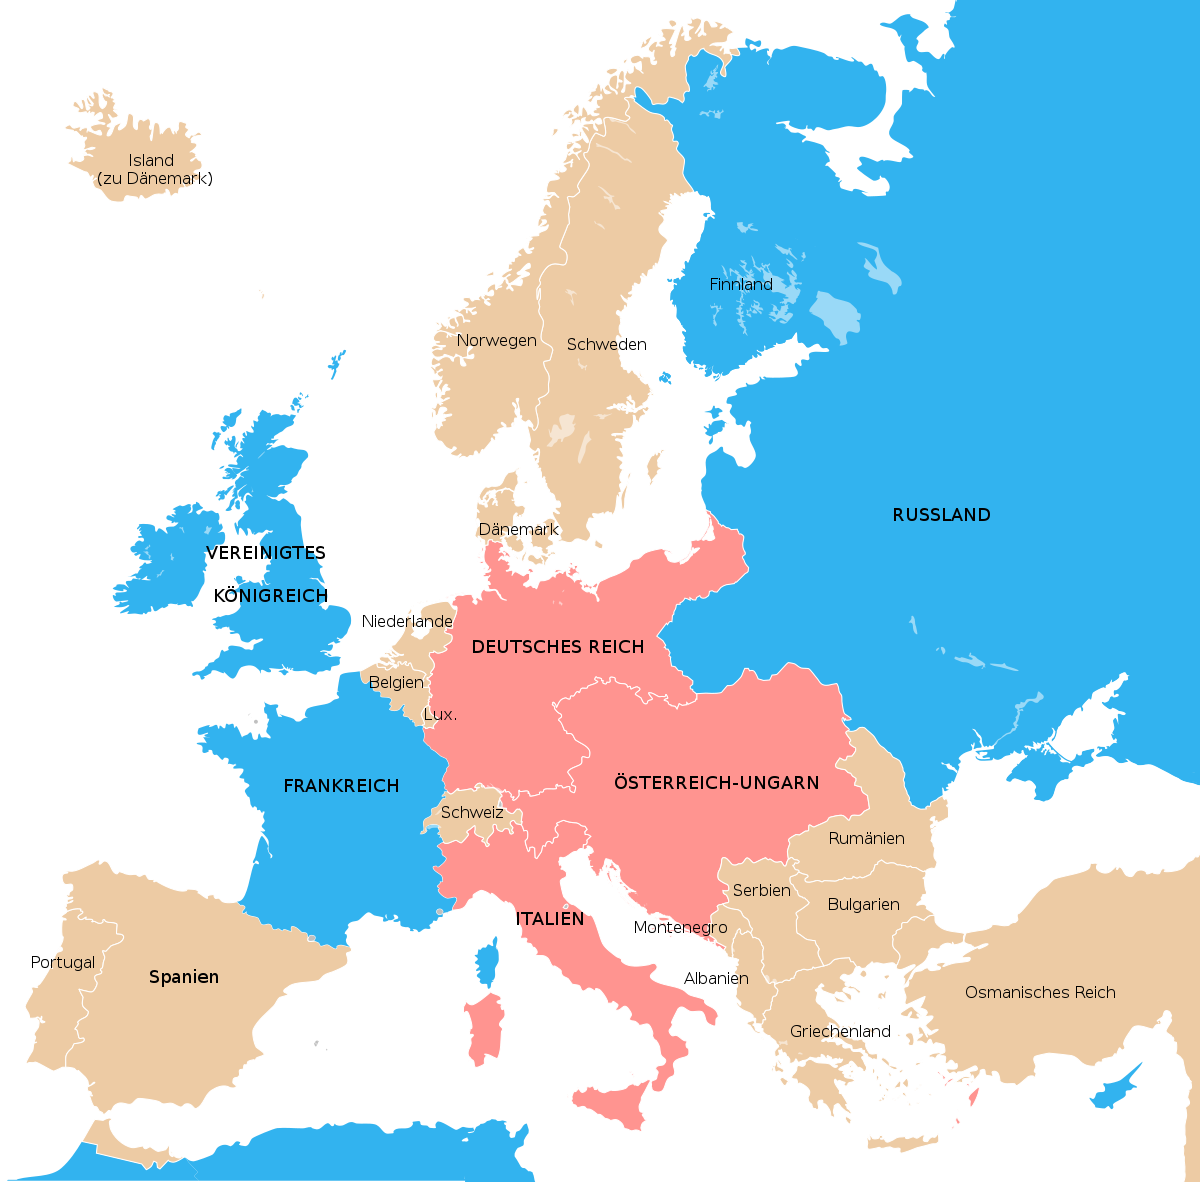 Island
(zu Dänemark)
Finnland
Norwegen
Schweden
RUSSLAND
Dänemark
VEREINIGTES
KÖNIGREICH
Niederlande
DEUTSCHES REICH
Belgien
Lux.
FRANKREICH
ÖSTERREICH-UNGARN
Schweiz
Rumänien
Serbien
Bulgarien
ITALIEN
Montenegro
Portugal
Spanien
Albanien
Osmanisches Reich
Griechenland